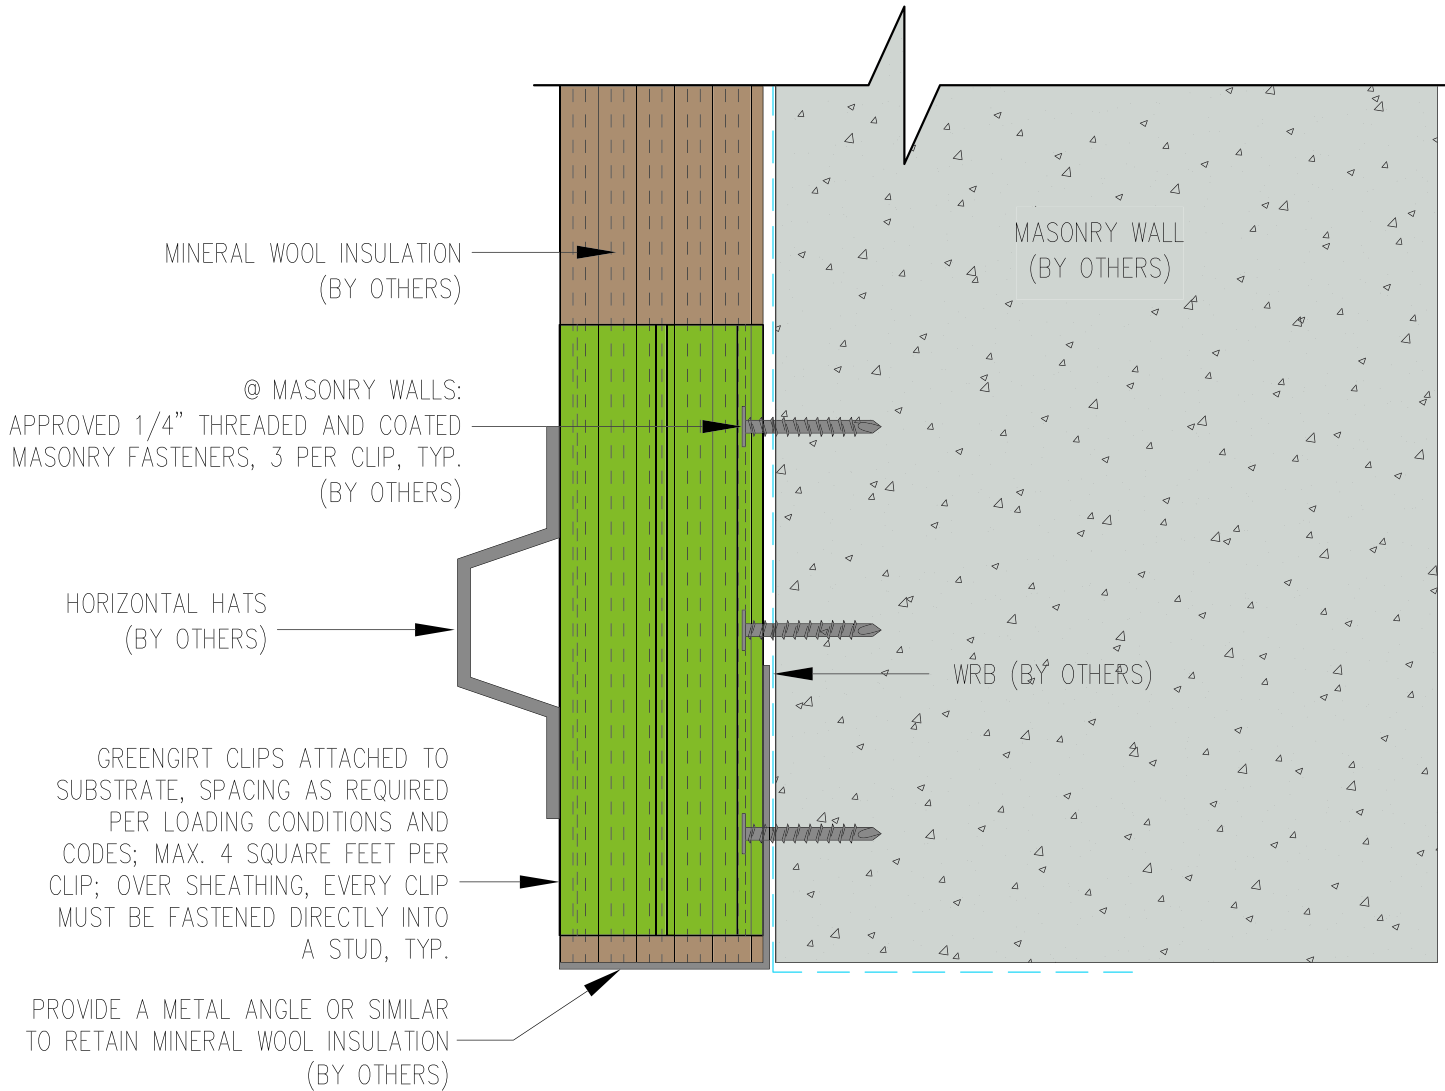 MINERAL WOOL INSULATION
(BY OTHERS)
MASONRY WALL
(BY OTHERS)
@ MASONRY WALLS:
APPROVED 1/4" THREADED AND COATED
MASONRY FASTENERS, 3 PER CLIP, TYP.
(BY OTHERS)
HORIZONTAL HATS
(BY OTHERS)
WRB (BY OTHERS)
GREENGIRT CLIPS ATTACHED TO
SUBSTRATE, SPACING AS REQUIRED
PER LOADING CONDITIONS AND
CODES; MAX. 4 SQUARE FEET PER
CLIP; OVER SHEATHING, EVERY CLIP
MUST BE FASTENED DIRECTLY INTO
A STUD, TYP.
PROVIDE A METAL ANGLE OR SIMILAR
TO RETAIN MINERAL WOOL INSULATION
(BY OTHERS)